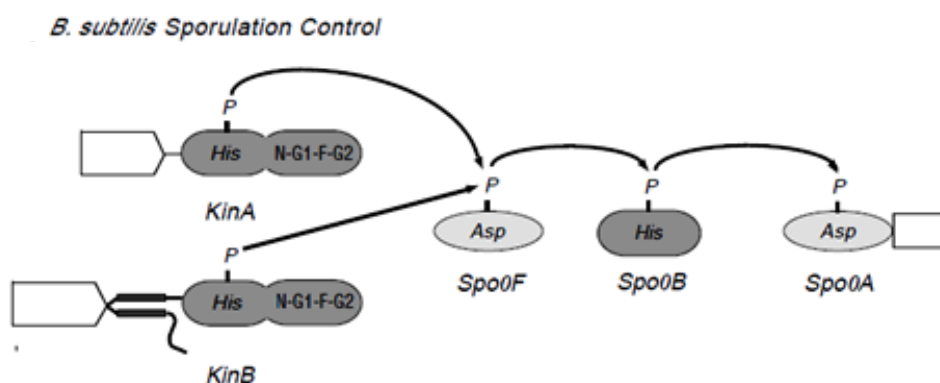 B. subtilis Sporulation Control
P
His N-G1-F-G2
KinA
P
His N-G1-F-G2
KinB
P
Asp
Spo0F
P
His
Spo0B
P
Asp
Spo0A